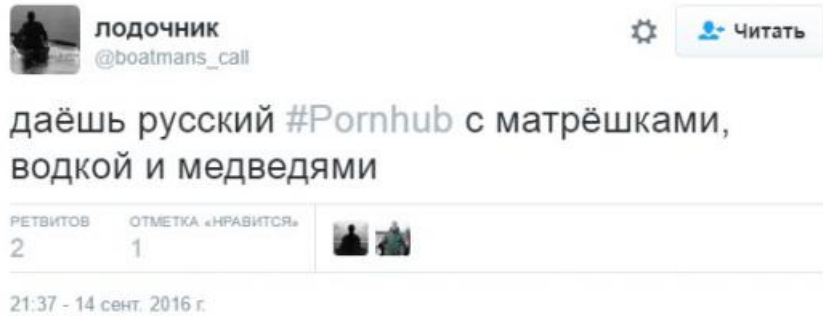 лодочник
@boatmans_call
Читать
даёшь русский #Pornhub с матрёшками,
водкой и медведями
РЕТВИТОВ ОТМЕТКА «НРАВИТСЯ»
2 1
21:37 - 14 сент. 2016 г.